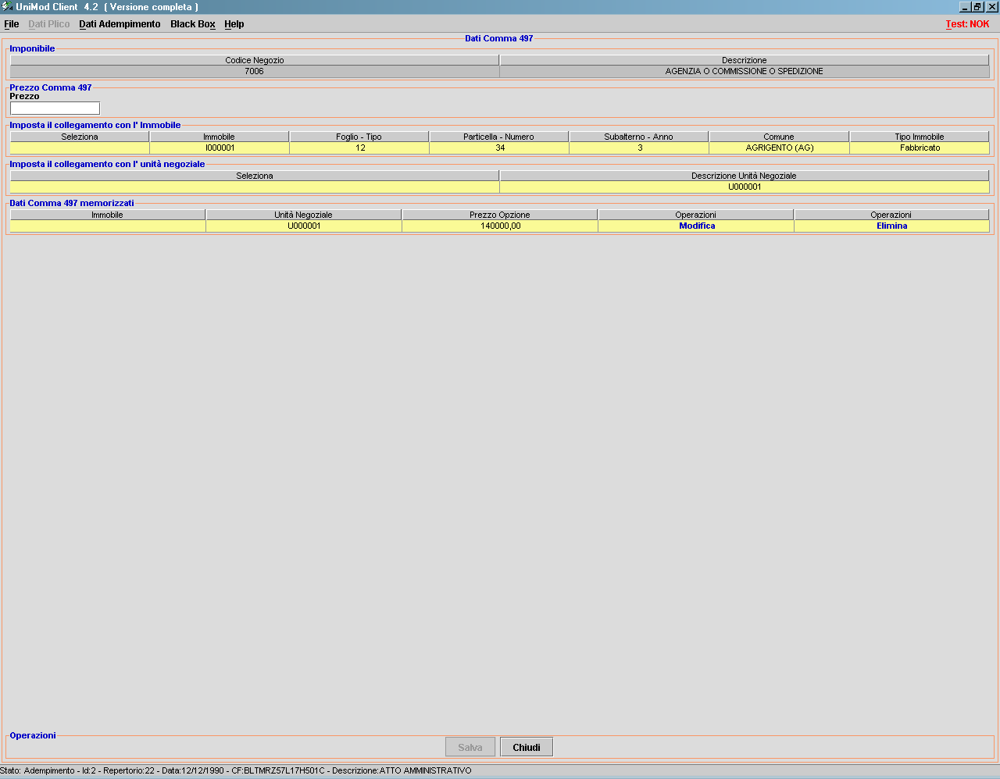 UniMod Client 4.2 ( Versione completa )
File Dati Plico Dati Adempimento Black Box Help Test: NOK
Dati Comma 497
Imponibile
Codice Negozio Descrizione
7006 AGENZIA O COMMISSIONE O SPEDIZIONE
Prezzo Comma 497
Prezzo
Imposta il collegamento con l' Immobile
Seleziona Immobile Foglio - Tipo Particella - Numero Subalterno - Anno Comune Tipo Immobile
I000001 12 34 3 AGRIGENTO (AG) Fabbricato
Imposta il collegamento con l' unità negoziale
Seleziona Descrizione Unità Negoziale
U000001
Dati Comma 497 memorizzati
Immobile Unità Negoziale Prezzo Opzione Operazioni Operazioni
U000001 140000,00 Modifica Elimina
Operazioni
Salva Chiudi
Stato: Adempimento - Id:2 - Repertorio:22 - Data:12/12/1990 - CF:BLTMRZ57L17H501C - Descrizione:ATTO AMMINISTRATIVO